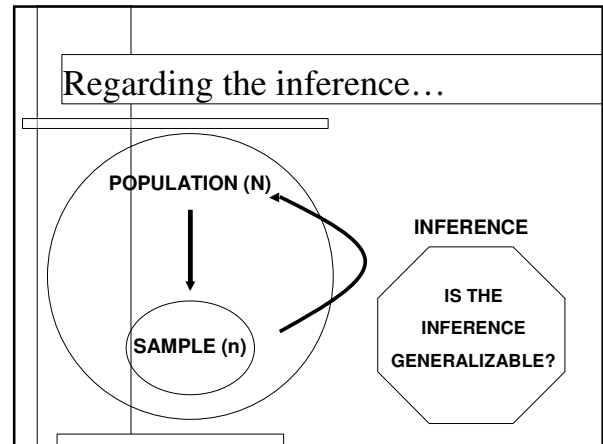 Regarding the inference…
POPULATION (N)
SAMPLE (n)
INFERENCE
IS THE
INFERENCE
GENERALIZABLE?